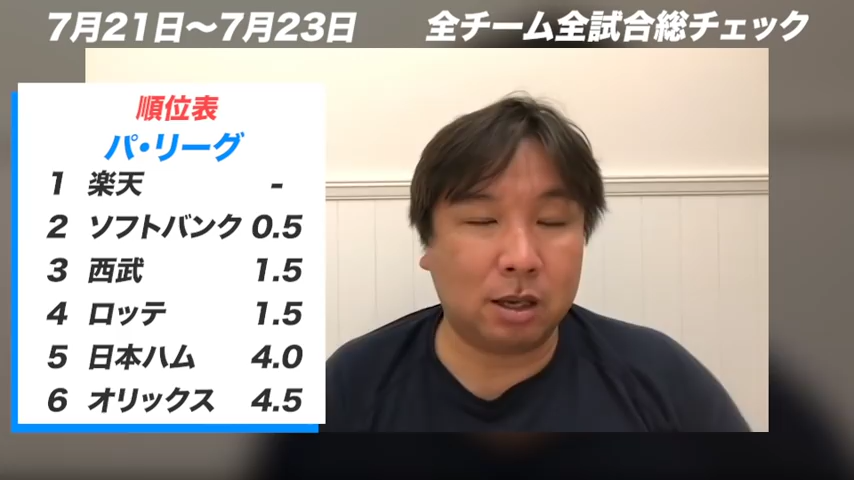 7月21日〜7月23日 全チーム全試合総チェック
順位表
パ・リーグ
1 楽天 -
2 ソフトバンク 0.5
3 西武 1.5
4 ロッテ 1.5
5 日本ハム 4.0
6 オリックス 4.5